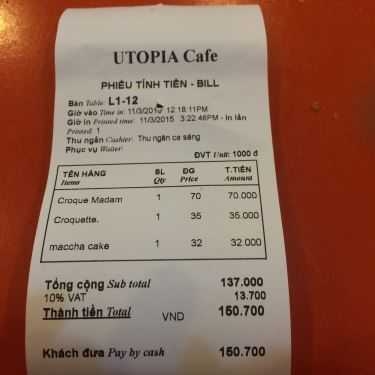 UTOPIA Cafe
PHIẾU TÍNH TIỀN - BILL
Bàn Table: L1-12
Giờ vào Time in: 11/3/2015 12:18:11PM
Giờ in Printed time: 11/3/2015 3:22:46PM - In lần
Printed: 1
Thu ngân Cashier: Thu ngân ca sáng
Phục vụ Waiter:
ĐVT Unit: 1000 đ
TÊN HÀNG SL ĐG T.TIỀN
Items Qty Price Amount
Croque Madam 1 70 70.000
Croquette. 1 35 35.000
maccha cake 1 32 32.000
Tổng cộng Sub total 137.000
10% VAT 13.700
Thành tiền Total VND 150.700
Khách đưa Pay by cash 150.700